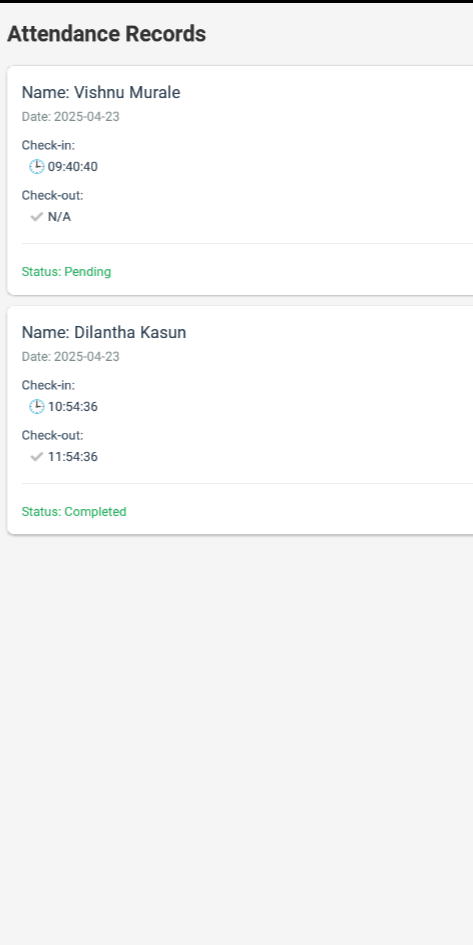 Attendance Records
Name: Vishnu Murale
Date: 2025-04-23
Check-in:
09:40:40
Check-out:
N/A
Status: Pending
Name: Dilantha Kasun
Date: 2025-04-23
Check-in:
10:54:36
Check-out:
11:54:36
Status: Completed